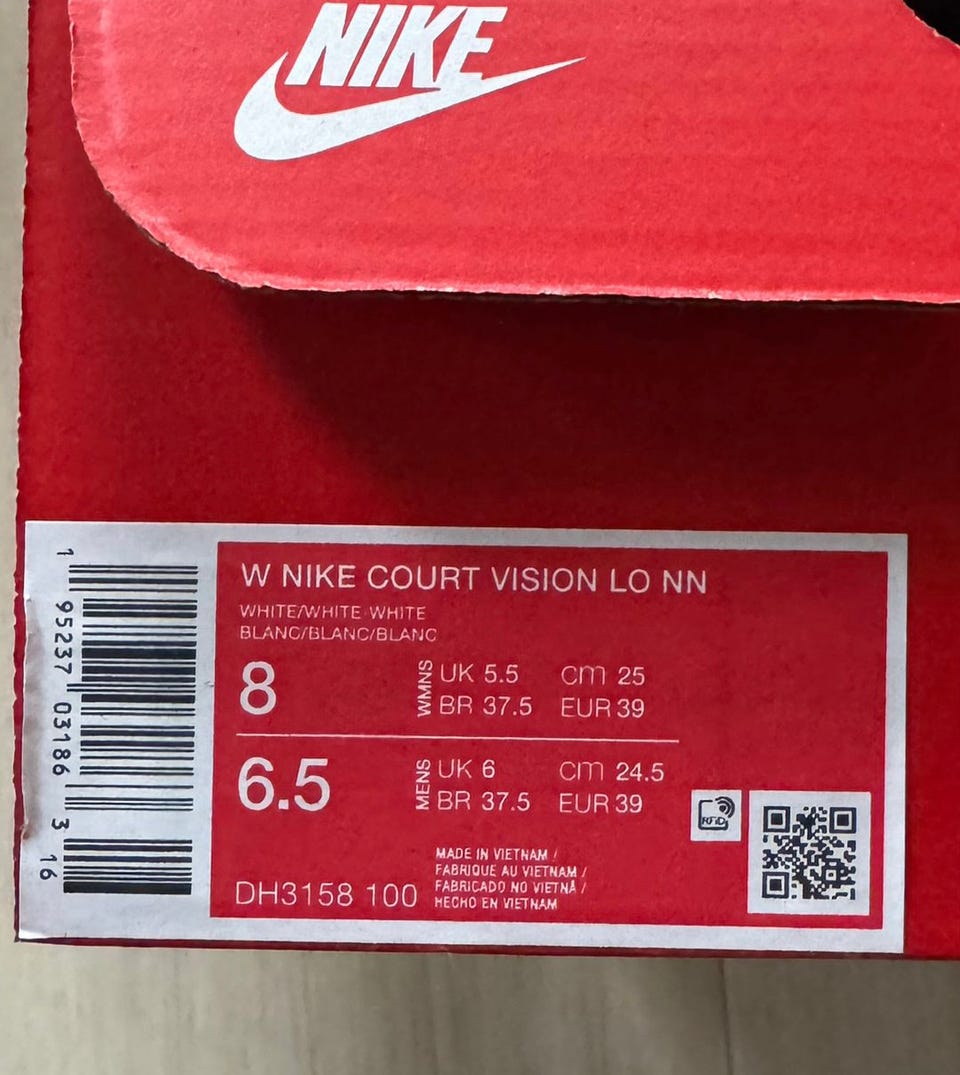 NIKE
W NIKE COURT VISION LO NN
WHITE/WHITE-WHITE
BLANC/BLANC/BLANC
8
WMNS
UK 5.5 cm 25
BR 37.5 EUR 39
6.5
MENS
UK 6 cm 24.5
BR 37.5 EUR 39
MADE IN VIETNAM /
FABRIQUE AU VIETNAM /
FABRICADO NO VIETNÃ /
HECHO EN VIETNAM
DH3158 100
RFID
1 95237 03186 3 16